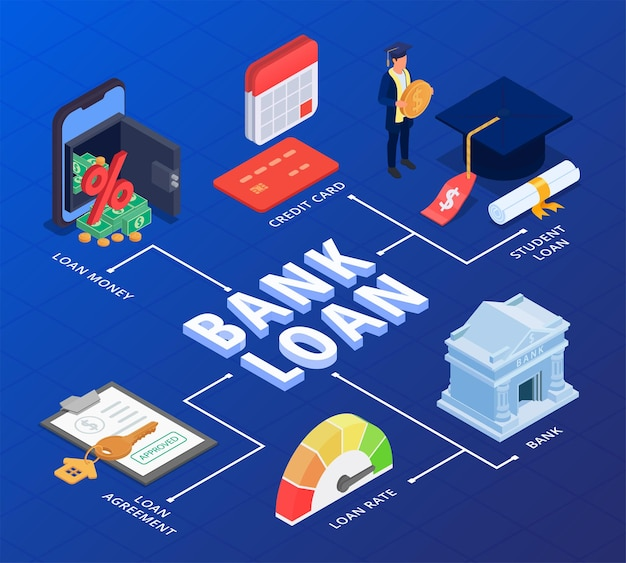 CREDIT CARD
$
%
LOAN MONEY
$
STUDENT
LOAN
BANK
LOAN
BANK
BANK
$
APPROVED
LOAN
AGREEMENT
LOAN RATE